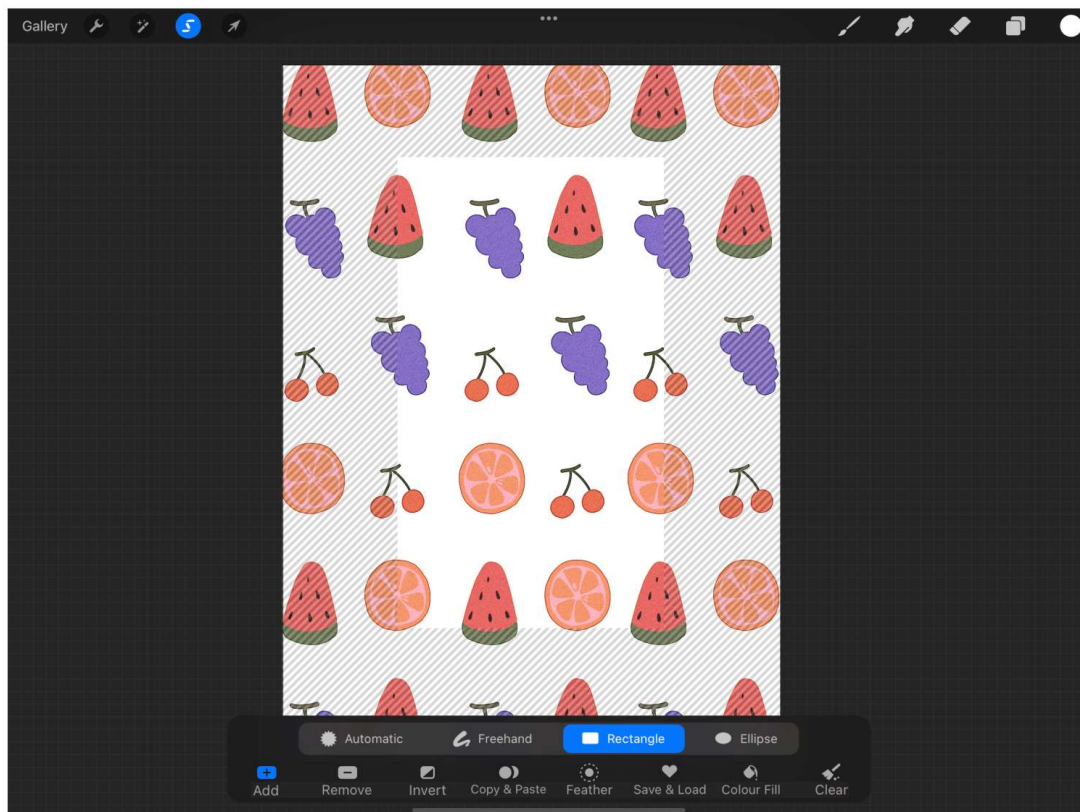 Gallery
Automatic Freehand Rectangle Ellipse
Add Remove Invert Copy & Paste Feather Save & Load Colour Fill Clear